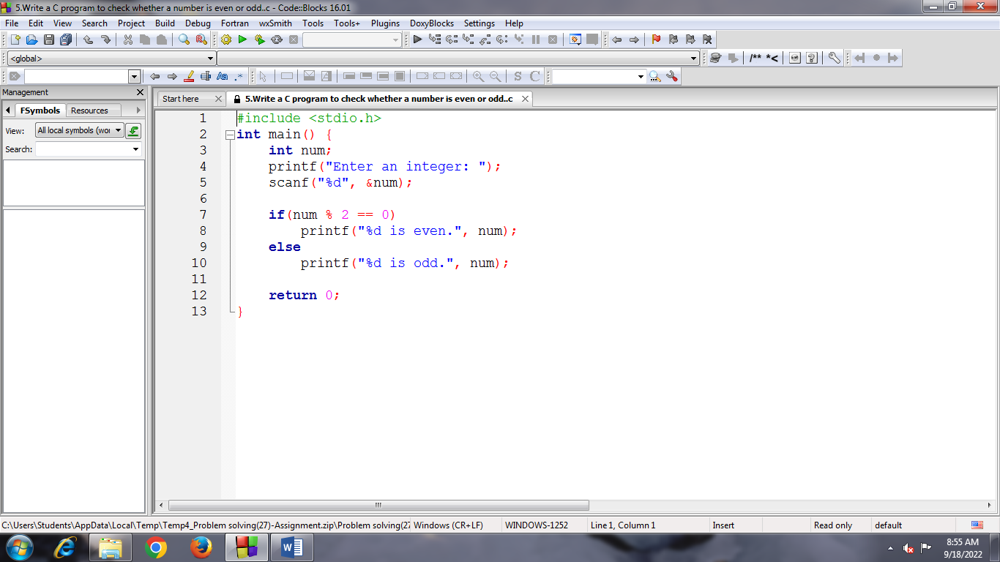 5.Write a C program to check whether a number is even or odd..c - Code::Blocks 16.01
File Edit View Search Project Build Debug Fortran wxSmith Tools Tools+ Plugins DoxyBlocks Settings Help
<global>
/** *<
Aa .*
S C
Management
Start here
5.Write a C program to check whether a number is even or odd..c
FSymbols Resources
View: All local symbols (wor
Search:
1 #include <stdio.h>
2 int main() {
3 int num;
4 printf("Enter an integer: ");
5 scanf("%d", &num);
6
7 if(num % 2 == 0)
8 printf("%d is even.", num);
9 else
10 printf("%d is odd.", num);
11
12 return 0;
13 }
C:\Users\Students\AppData\Local\Temp\Temp4_Problem solving(27)-Assignment.zip\Problem solving(27 Windows (CR+LF) WINDOWS-1252 Line 1, Column 1 Insert Read only default
8:55 AM
9/18/2022